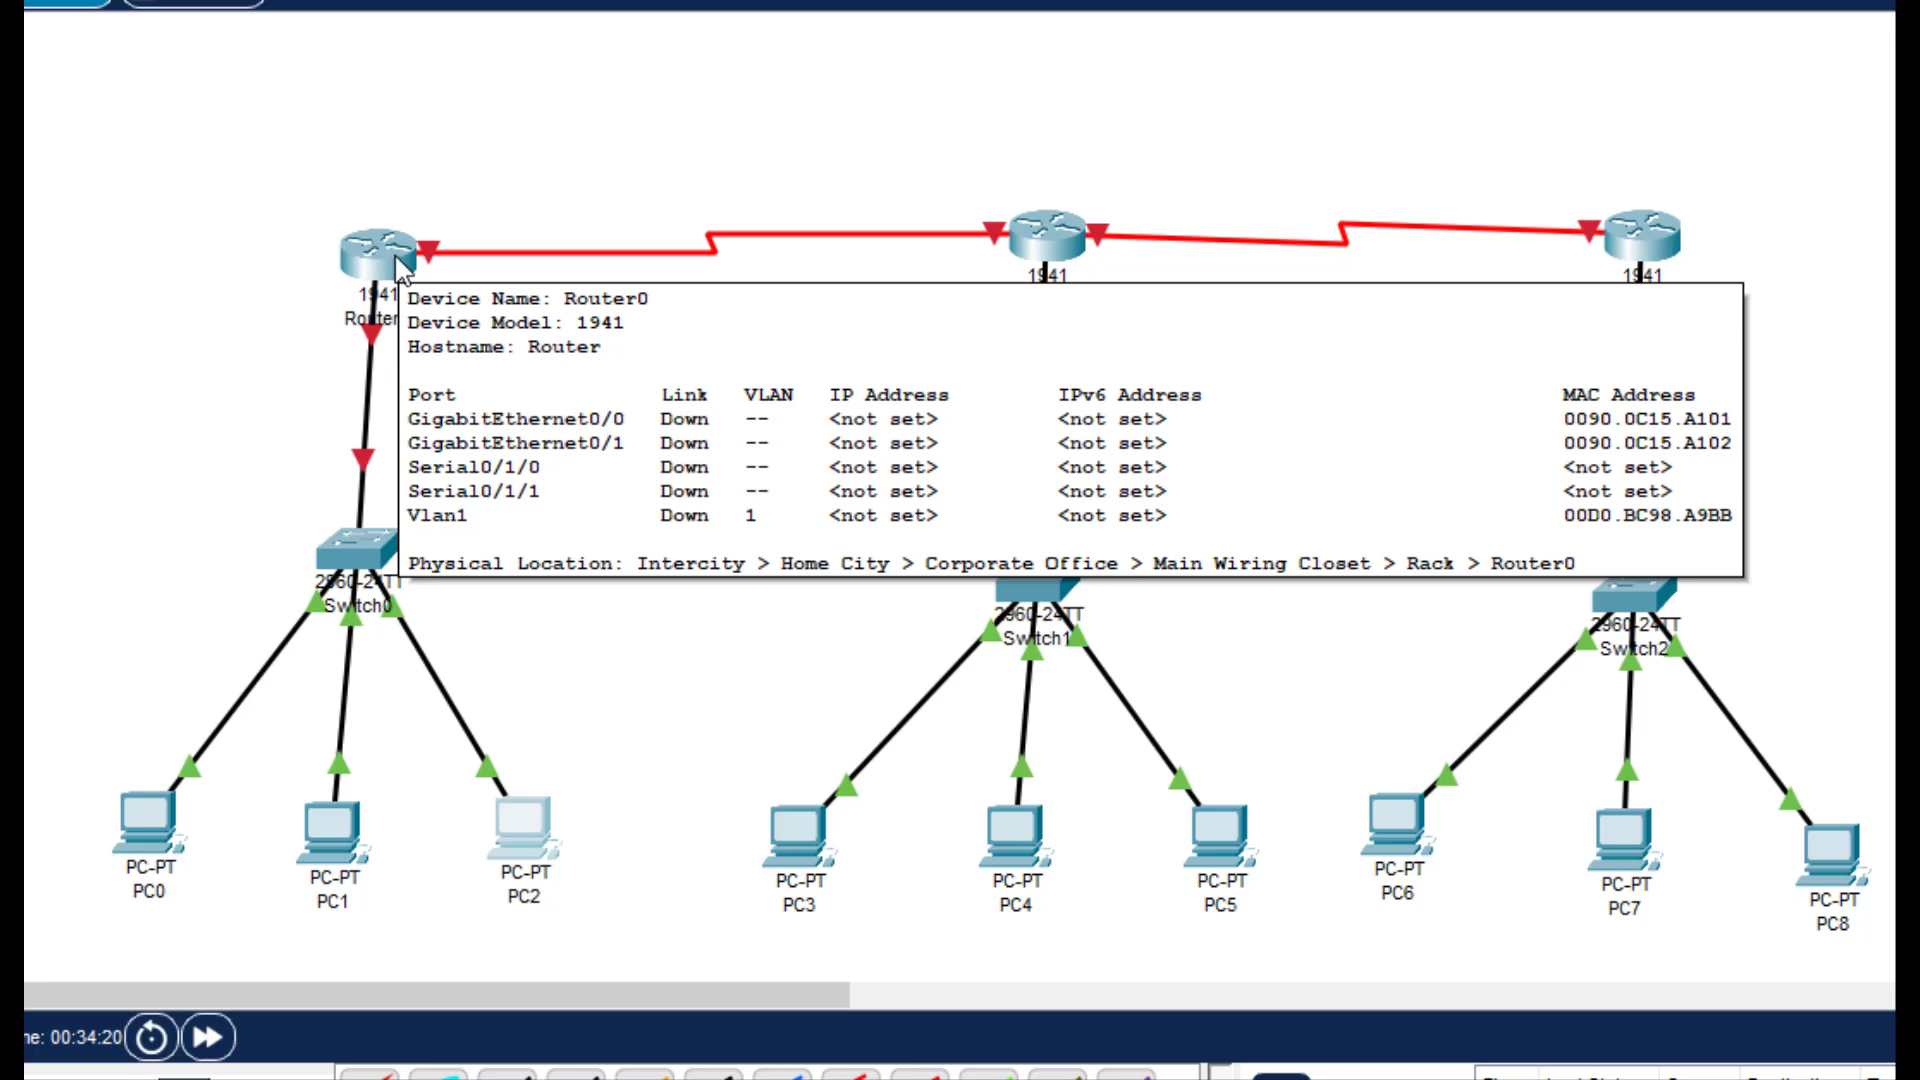 1941
1941
1941
Router
Device Name: Router0
Device Model: 1941
Hostname: Router
Port Link VLAN IP Address IPv6 Address MAC Address
GigabitEthernet0/0 Down -- <not set> <not set> 0090.0C15.A101
GigabitEthernet0/1 Down -- <not set> <not set> 0090.0C15.A102
Serial0/1/0 Down -- <not set> <not set> <not set>
Serial0/1/1 Down -- <not set> <not set> <not set>
Vlan1 Down 1 <not set> <not set> 00D0.BC98.A9BB
Physical Location: Intercity > Home City > Corporate Office > Main Wiring Closet > Rack > Router0
2960-24TT
Switch0
2960-24TT
Switch1
2960-24TT
Switch2
PC-PT
PC0
PC-PT
PC1
PC-PT
PC2
PC-PT
PC3
PC-PT
PC4
PC-PT
PC5
PC-PT
PC6
PC-PT
PC7
PC-PT
PC8
ne: 00:34:20